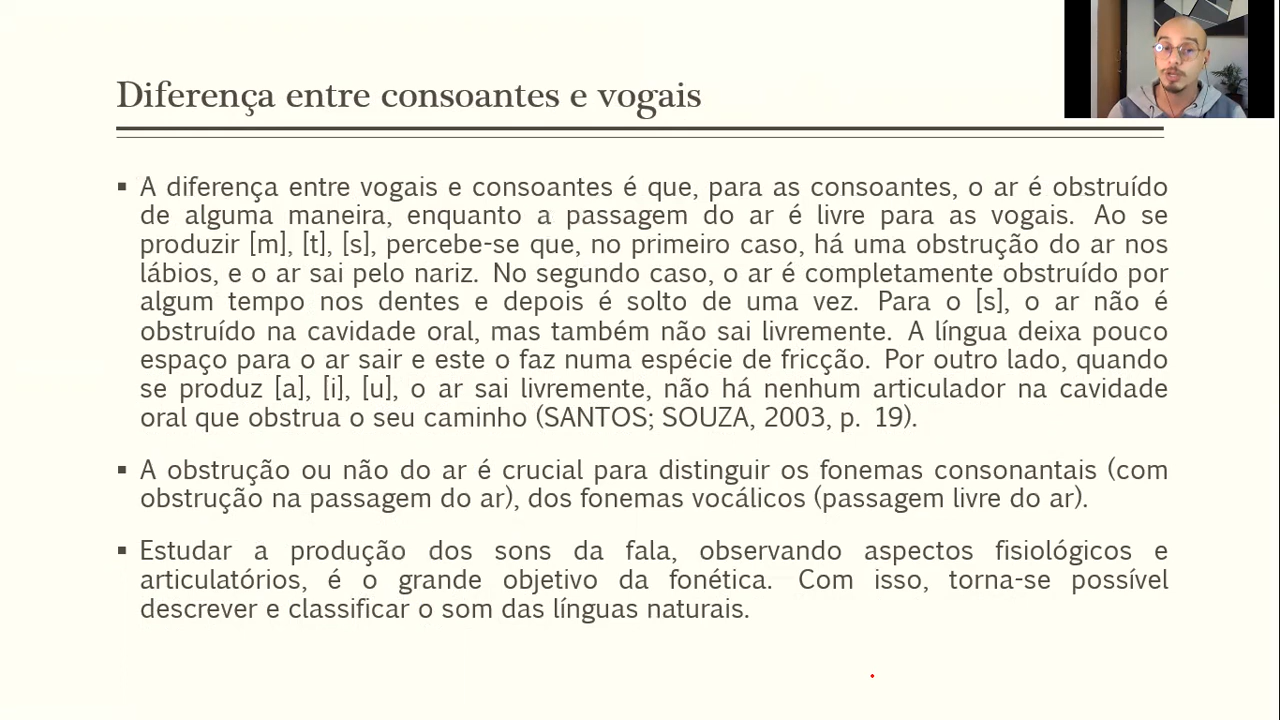 Diferença entre consoantes e vogais
▪ A diferença entre vogais e consoantes é que, para as consoantes, o ar é obstruído
de alguma maneira, enquanto a passagem do ar é livre para as vogais. Ao se
produzir [m], [t], [s], percebe-se que, no primeiro caso, há uma obstrução do ar nos
lábios, e o ar sai pelo nariz. No segundo caso, o ar é completamente obstruído por
algum tempo nos dentes e depois é solto de uma vez. Para o [s], o ar não é
obstruído na cavidade oral, mas também não sai livremente. A língua deixa pouco
espaço para o ar sair e este o faz numa espécie de fricção. Por outro lado, quando
se produz [a], [i], [u], o ar sai livremente, não há nenhum articulador na cavidade
oral que obstrua o seu caminho (SANTOS; SOUZA, 2003, p. 19).
▪ A obstrução ou não do ar é crucial para distinguir os fonemas consonantais (com
obstrução na passagem do ar), dos fonemas vocálicos (passagem livre do ar).
▪ Estudar a produção dos sons da fala, observando aspectos fisiológicos e
articulatórios, é o grande objetivo da fonética. Com isso, torna-se possível
descrever e classificar o som das línguas naturais.